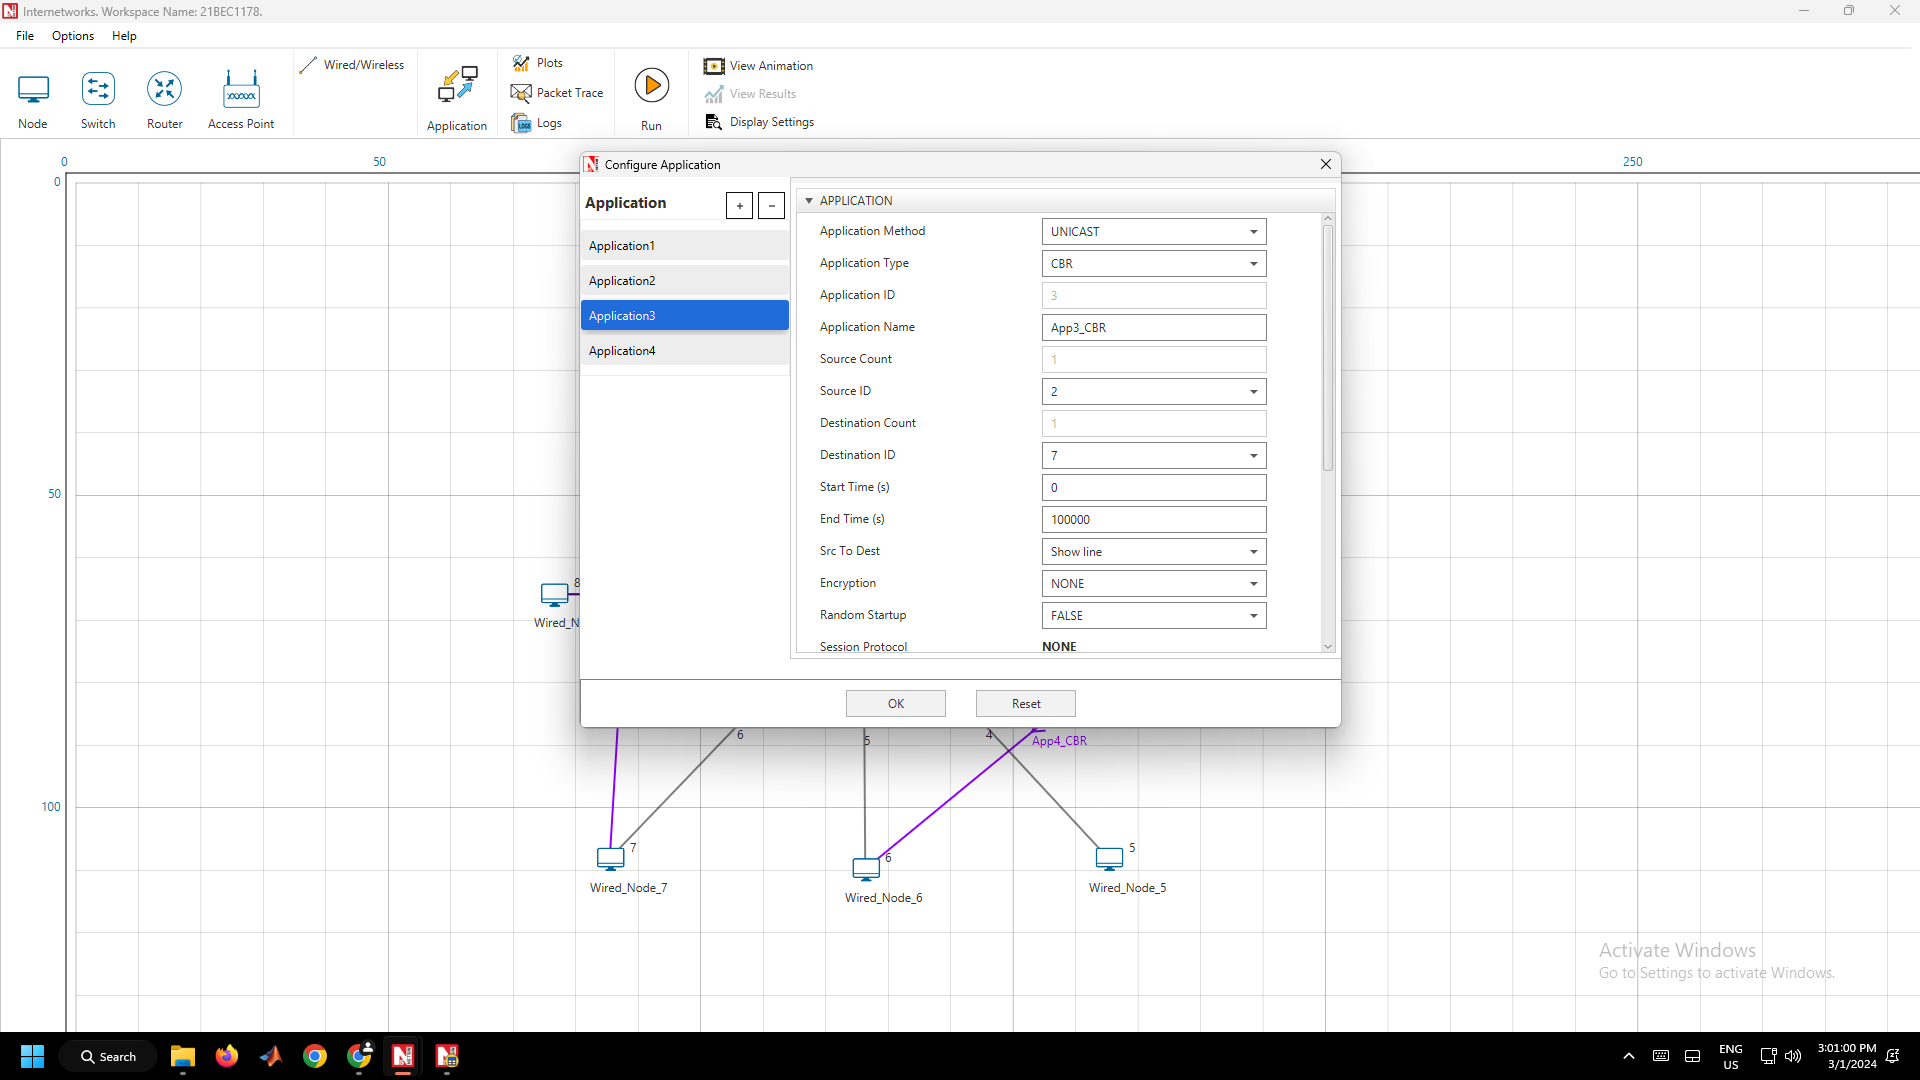 Internetworks. Workspace Name: 21BEC1178.
File Options Help
Node
Switch
Router
Access Point
Wired/Wireless
Application
Plots
Packet Trace
Logs
Run
View Animation
View Results
Display Settings
0 50 250
0
50
100
Configure Application
Application + -
Application1
Application2
Application3
Application4
APPLICATION
Application Method UNICAST
Application Type CBR
Application ID 3
Application Name App3_CBR
Source Count 1
Source ID 2
Destination Count 1
Destination ID 7
Start Time (s) 0
End Time (s) 100000
Src To Dest Show line
Encryption NONE
Random Startup FALSE
Session Protocol NONE
OK Reset
8
Wired_N
6 5 4 App4_CBR
7
Wired_Node_7
6
Wired_Node_6
5
Wired_Node_5
Activate Windows
Go to Settings to activate Windows.
Search
ENG
US
3:01:00 PM
3/1/2024